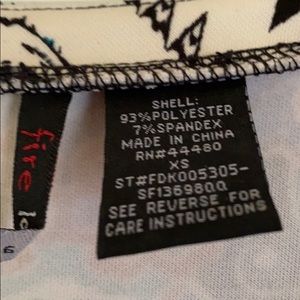 SHELL:
93%POLYESTER
7%SPANDEX
MADE IN CHINA
RN#44480
XS
ST#FDK005305-
SF13698QQ
SEE REVERSE FOR
CARE INSTRUCTIONS
fire